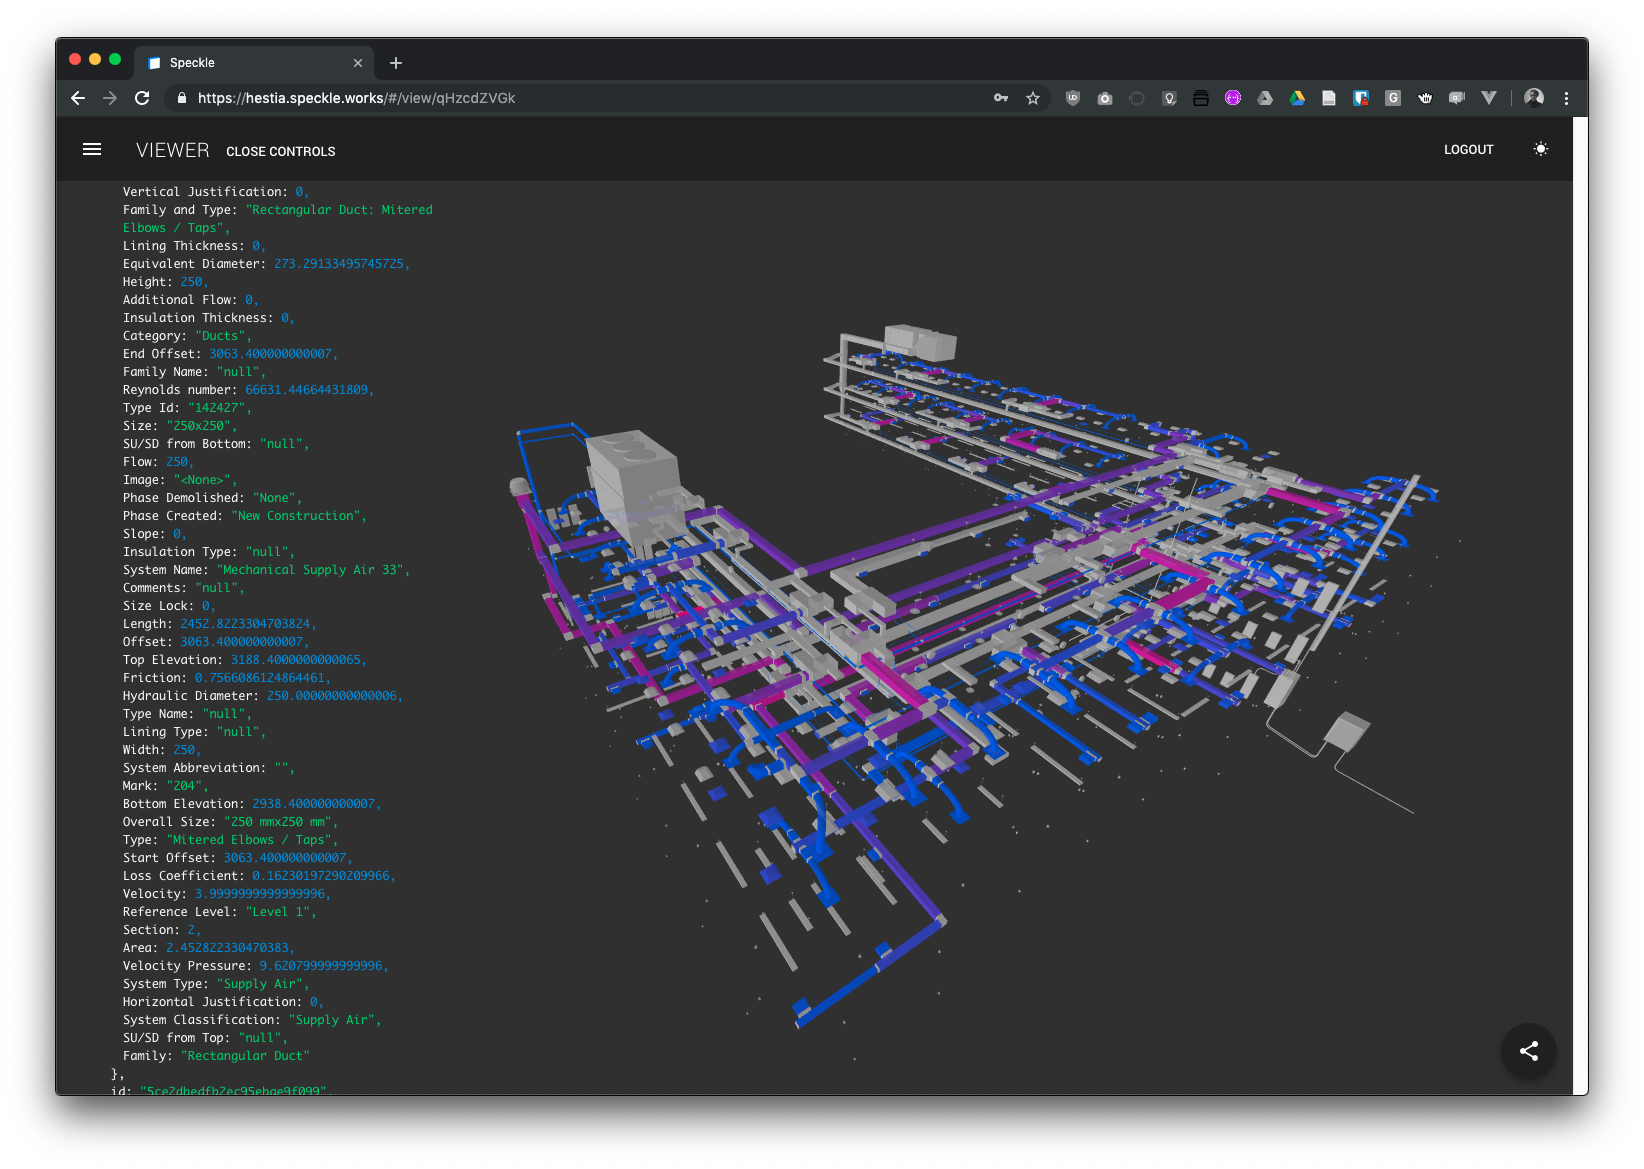 Speckle
https://hestia.speckle.works/#/view/qHzcdZVGk
VIEWER CLOSE CONTROLS
LOGOUT
Vertical Justification: 0,
Family and Type: "Rectangular Duct: Mitered
Elbows / Taps",
Lining Thickness: 0,
Equivalent Diameter: 273.29133495745725,
Height: 250,
Additional Flow: 0,
Insulation Thickness: 0,
Category: "Ducts",
End Offset: 3063.400000000007,
Family Name: "null",
Reynolds number: 66631.44664431809,
Type Id: "142427",
Size: "250x250",
SU/SD from Bottom: "null",
Flow: 250,
Image: "<None>",
Phase Demolished: "None",
Phase Created: "New Construction",
Slope: 0,
Insulation Type: "null",
System Name: "Mechanical Supply Air 33",
Comments: "null",
Size Lock: 0,
Length: 2452.8223304703824,
Offset: 3063.400000000007,
Top Elevation: 3188.4000000000065,
Friction: 0.7566086124864461,
Hydraulic Diameter: 250.00000000000006,
Type Name: "null",
Lining Type: "null",
Width: 250,
System Abbreviation: "",
Mark: "204",
Bottom Elevation: 2938.400000000007,
Overall Size: "250 mmx250 mm",
Type: "Mitered Elbows / Taps",
Start Offset: 3063.400000000007,
Loss Coefficient: 0.16230197290209966,
Velocity: 3.9999999999999996,
Reference Level: "Level 1",
Section: 2,
Area: 2.452822330470383,
Velocity Pressure: 9.620799999999996,
System Type: "Supply Air",
Horizontal Justification: 0,
System Classification: "Supply Air",
SU/SD from Top: "null",
Family: "Rectangular Duct"
},
id: